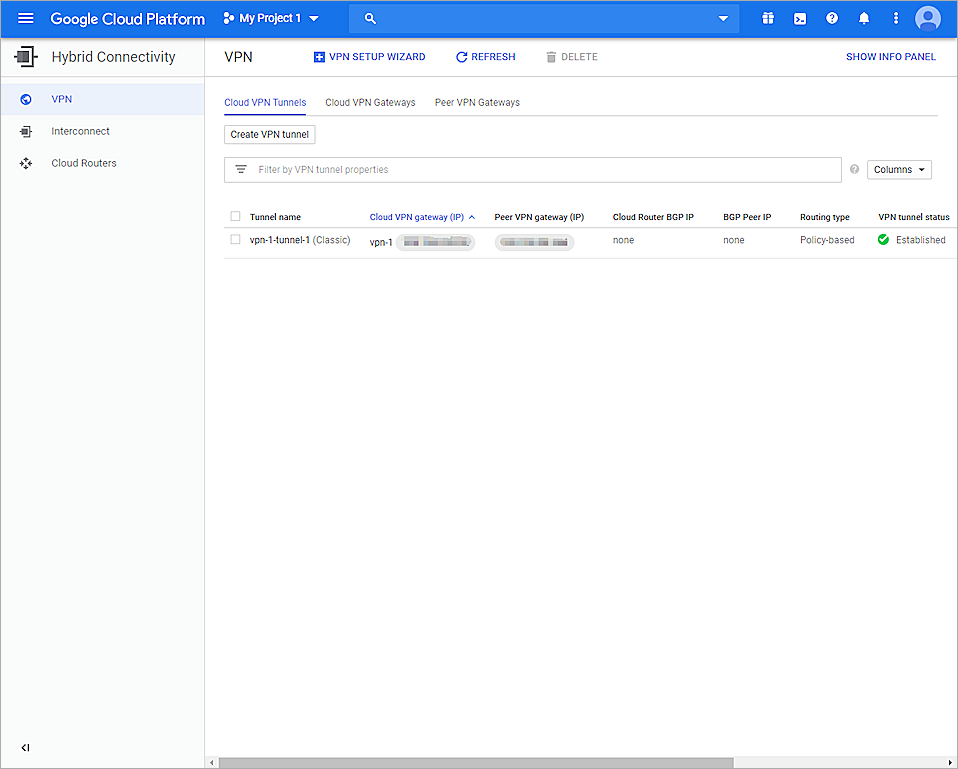 Google Cloud Platform My Project 1
Hybrid Connectivity VPN VPN SETUP WIZARD REFRESH DELETE SHOW INFO PANEL
VPN
Interconnect
Cloud Routers
Cloud VPN Tunnels Cloud VPN Gateways Peer VPN Gateways
Create VPN tunnel
Filter by VPN tunnel properties Columns
Tunnel name Cloud VPN gateway (IP) Peer VPN gateway (IP) Cloud Router BGP IP BGP Peer IP Routing type VPN tunnel status
vpn-1-tunnel-1 (Classic) vpn-1 none none Policy-based Established